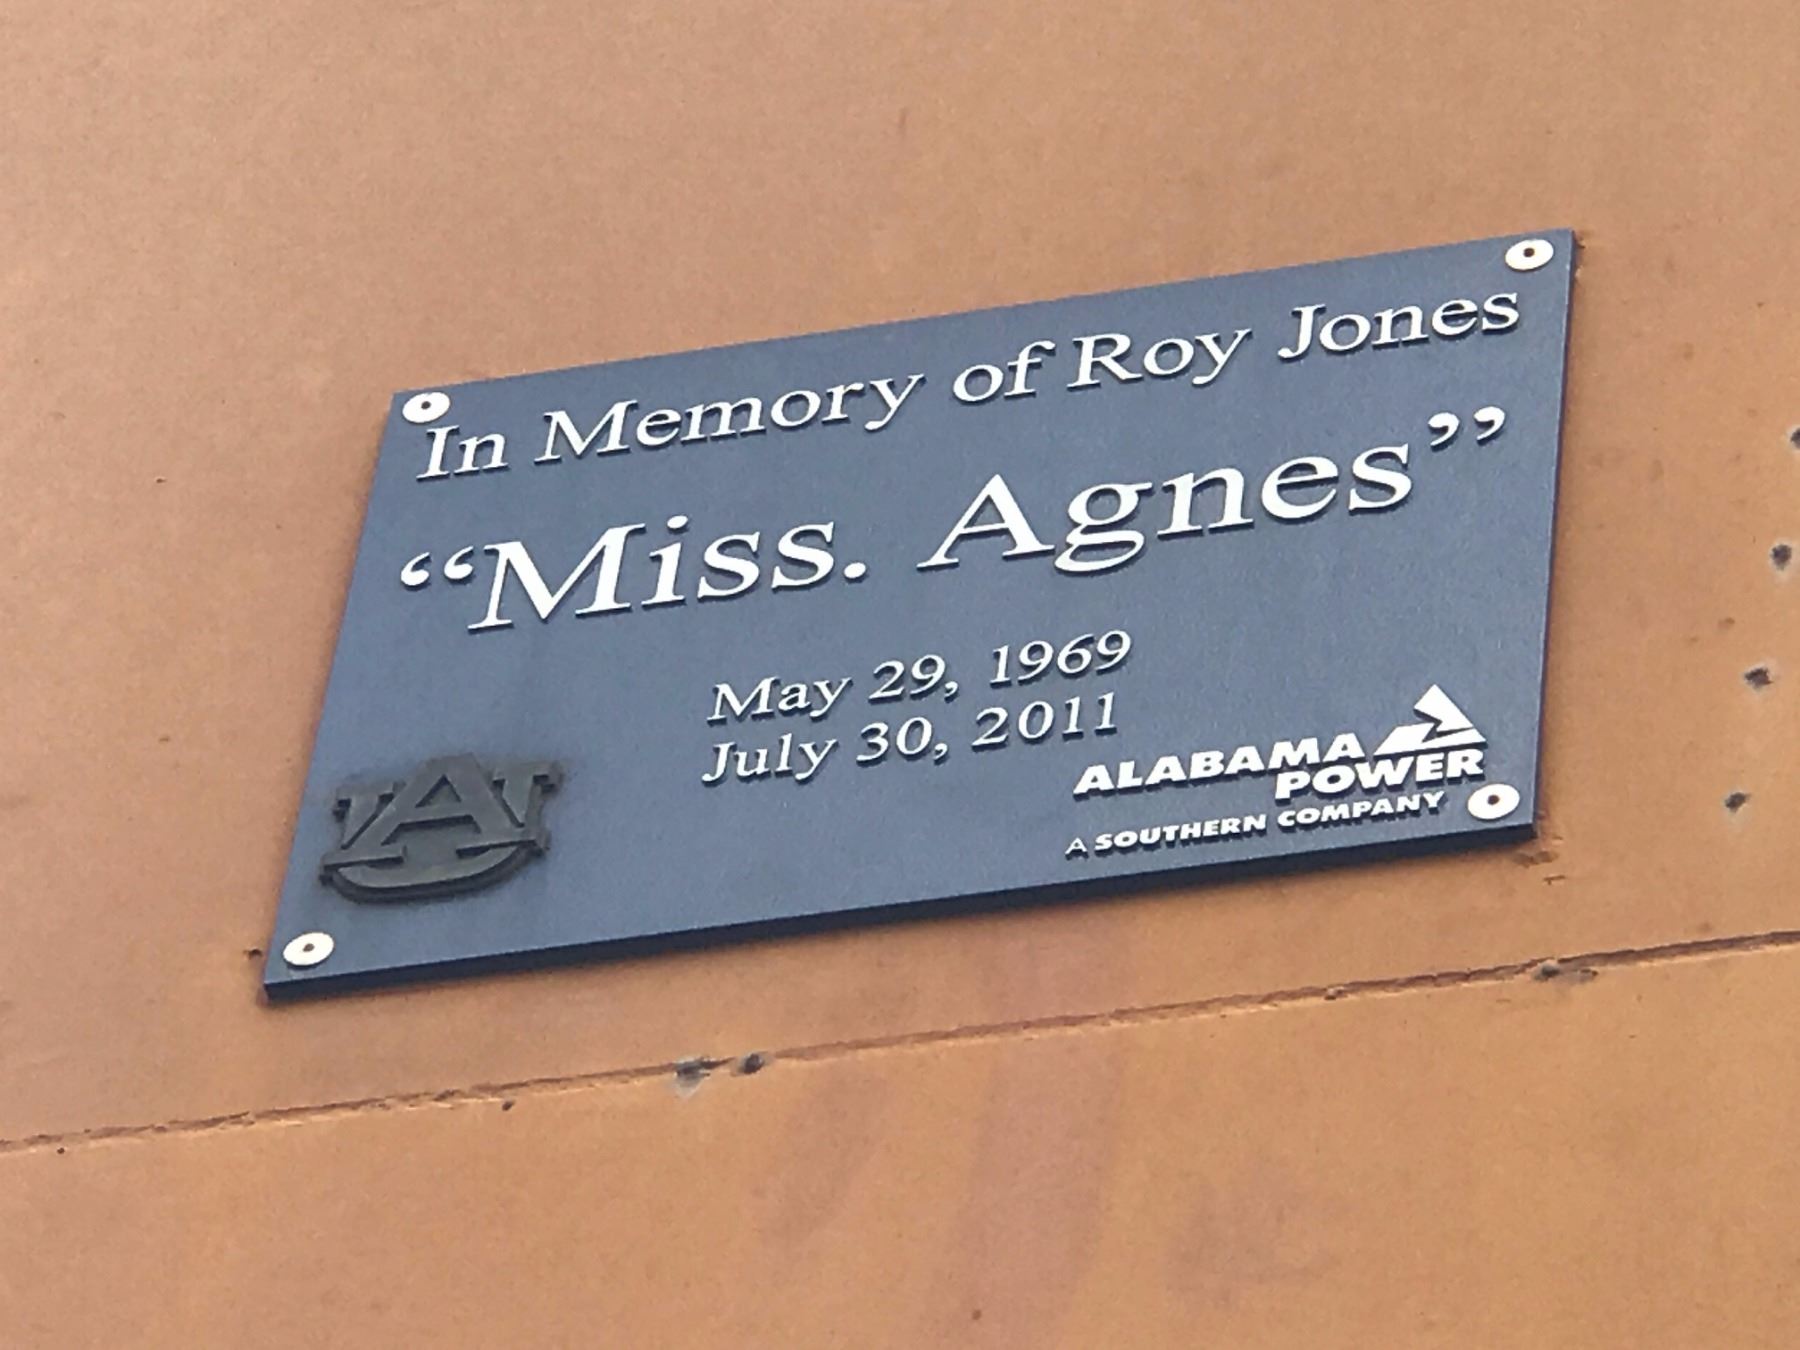 In Memory of Roy Jones
“Miss. Agnes”
May 29, 1969
July 30, 2011
AU
ALABAMA
POWER
A SOUTHERN COMPANY